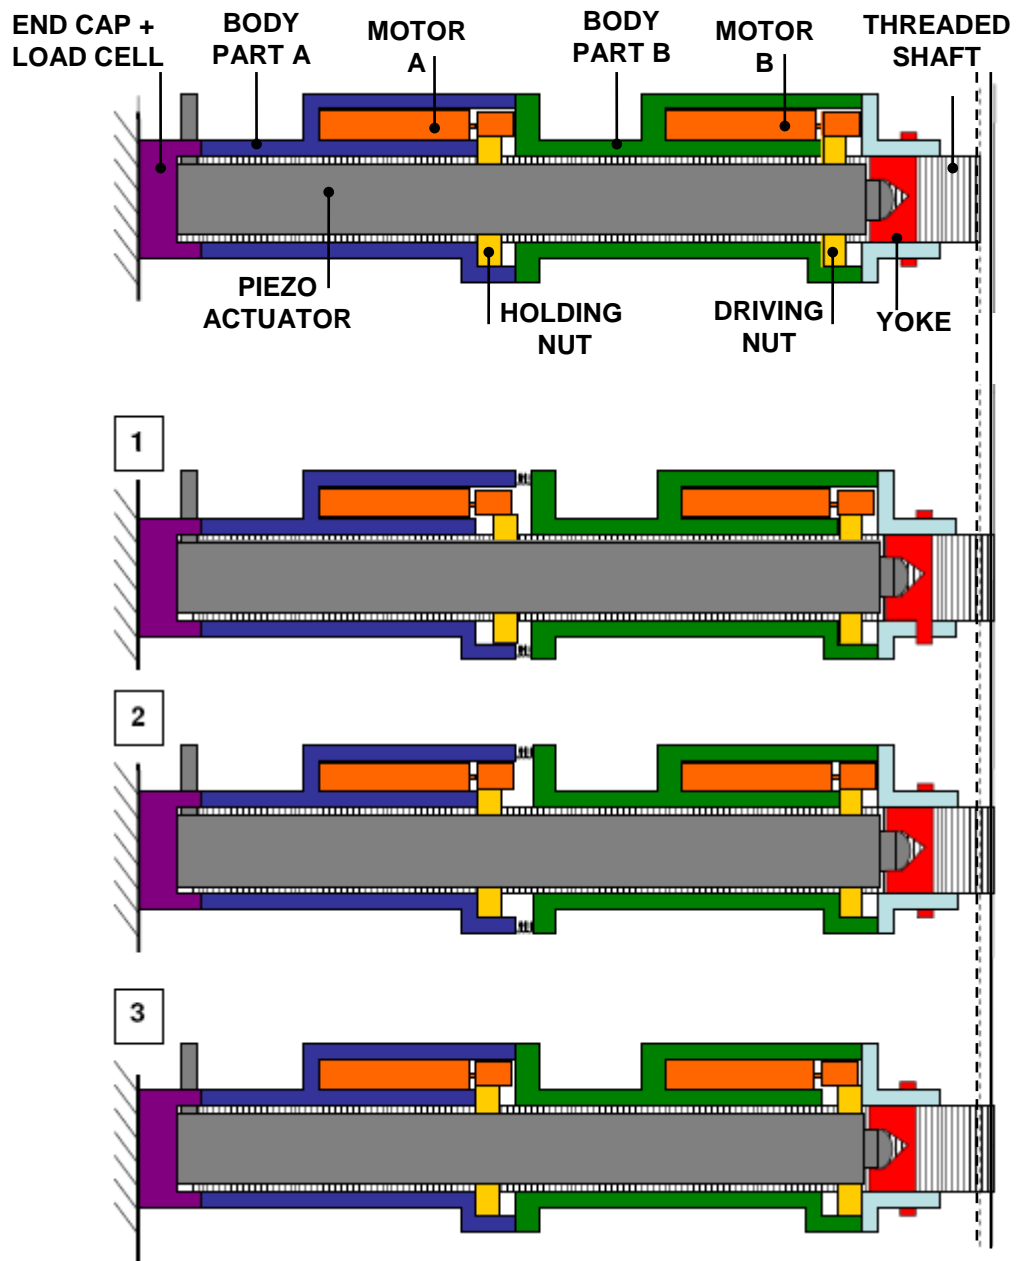 END CAP +
LOAD CELL
BODY
PART A
MOTOR
A
BODY
PART B
MOTOR
B
THREADED
SHAFT
PIEZO
ACTUATOR
HOLDING
NUT
DRIVING
NUT
YOKE
1
2
3